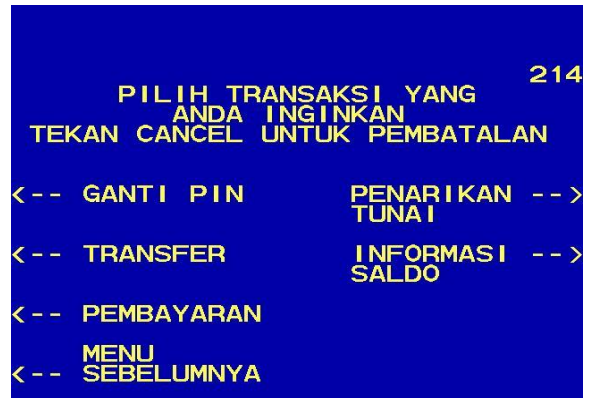 214
PILIH TRANSAKSI YANG
ANDA INGINKAN
TEKAN CANCEL UNTUK PEMBATALAN
<-- GANTI PIN
PENARIKAN -->
TUNAI
<-- TRANSFER
INFORMASI -->
SALDO
<-- PEMBAYARAN
MENU
<-- SEBELUMNYA